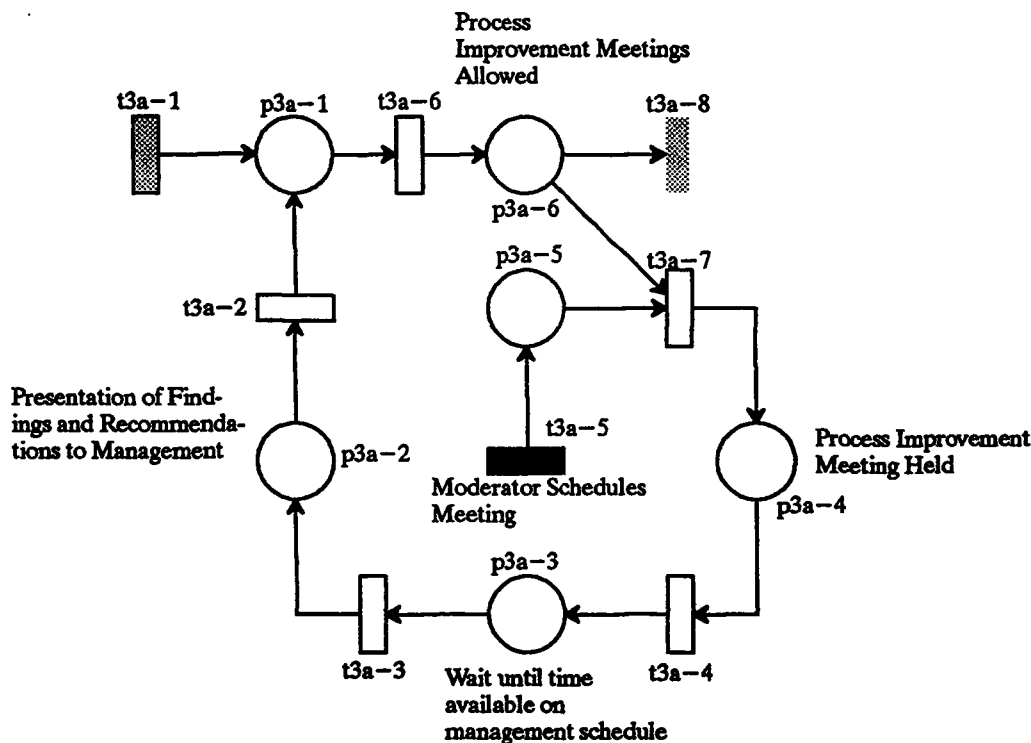 Process
Improvement Meetings
Allowed
t3a-1
p3a-1
t3a-6
t3a-8
p3a-6
p3a-5
t3a-7
t3a-2
Presentation of Find-
ings and Recommenda-
tions to Management
p3a-2
t3a-5
Moderator Schedules
Meeting
Process Improvement
Meeting Held
p3a-4
p3a-3
t3a-3
t3a-4
Wait until time
available on
management schedule